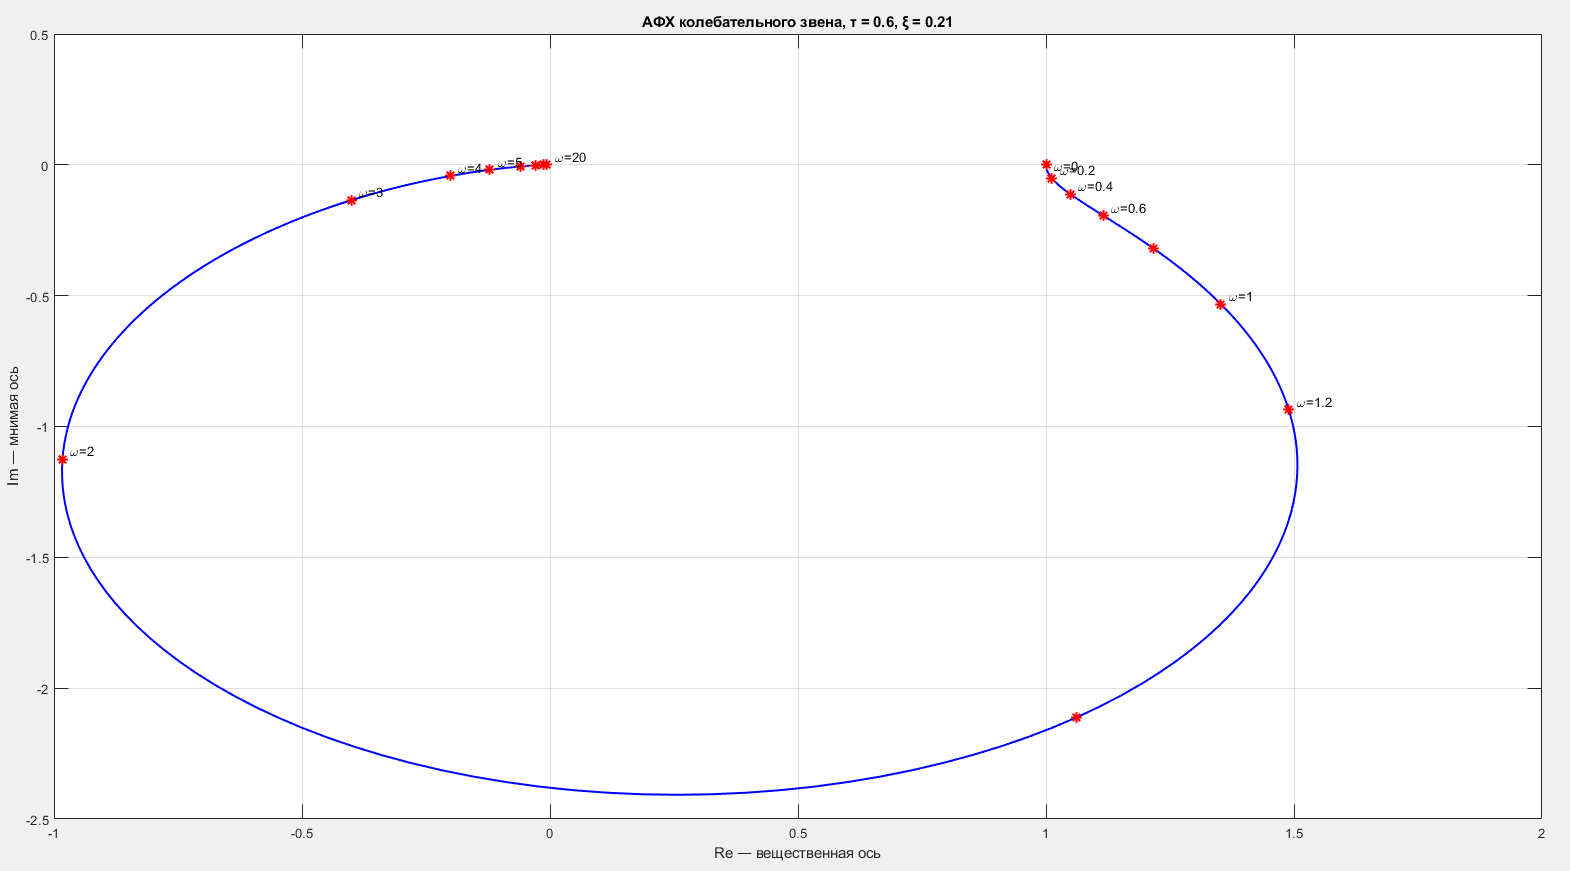 АФХ колебательного звена, τ = 0.6, ξ = 0.21
0.5
0
-0.5
-1
-1.5
-2
-2.5
Im — мнимая ось
ω=20
ω=5
ω=4
ω=3
ω=2
ω=0
ω=0.2
ω=0.4
ω=0.6
ω=1
ω=1.2
-1
-0.5
0
0.5
1
1.5
2
Re — вещественная ось